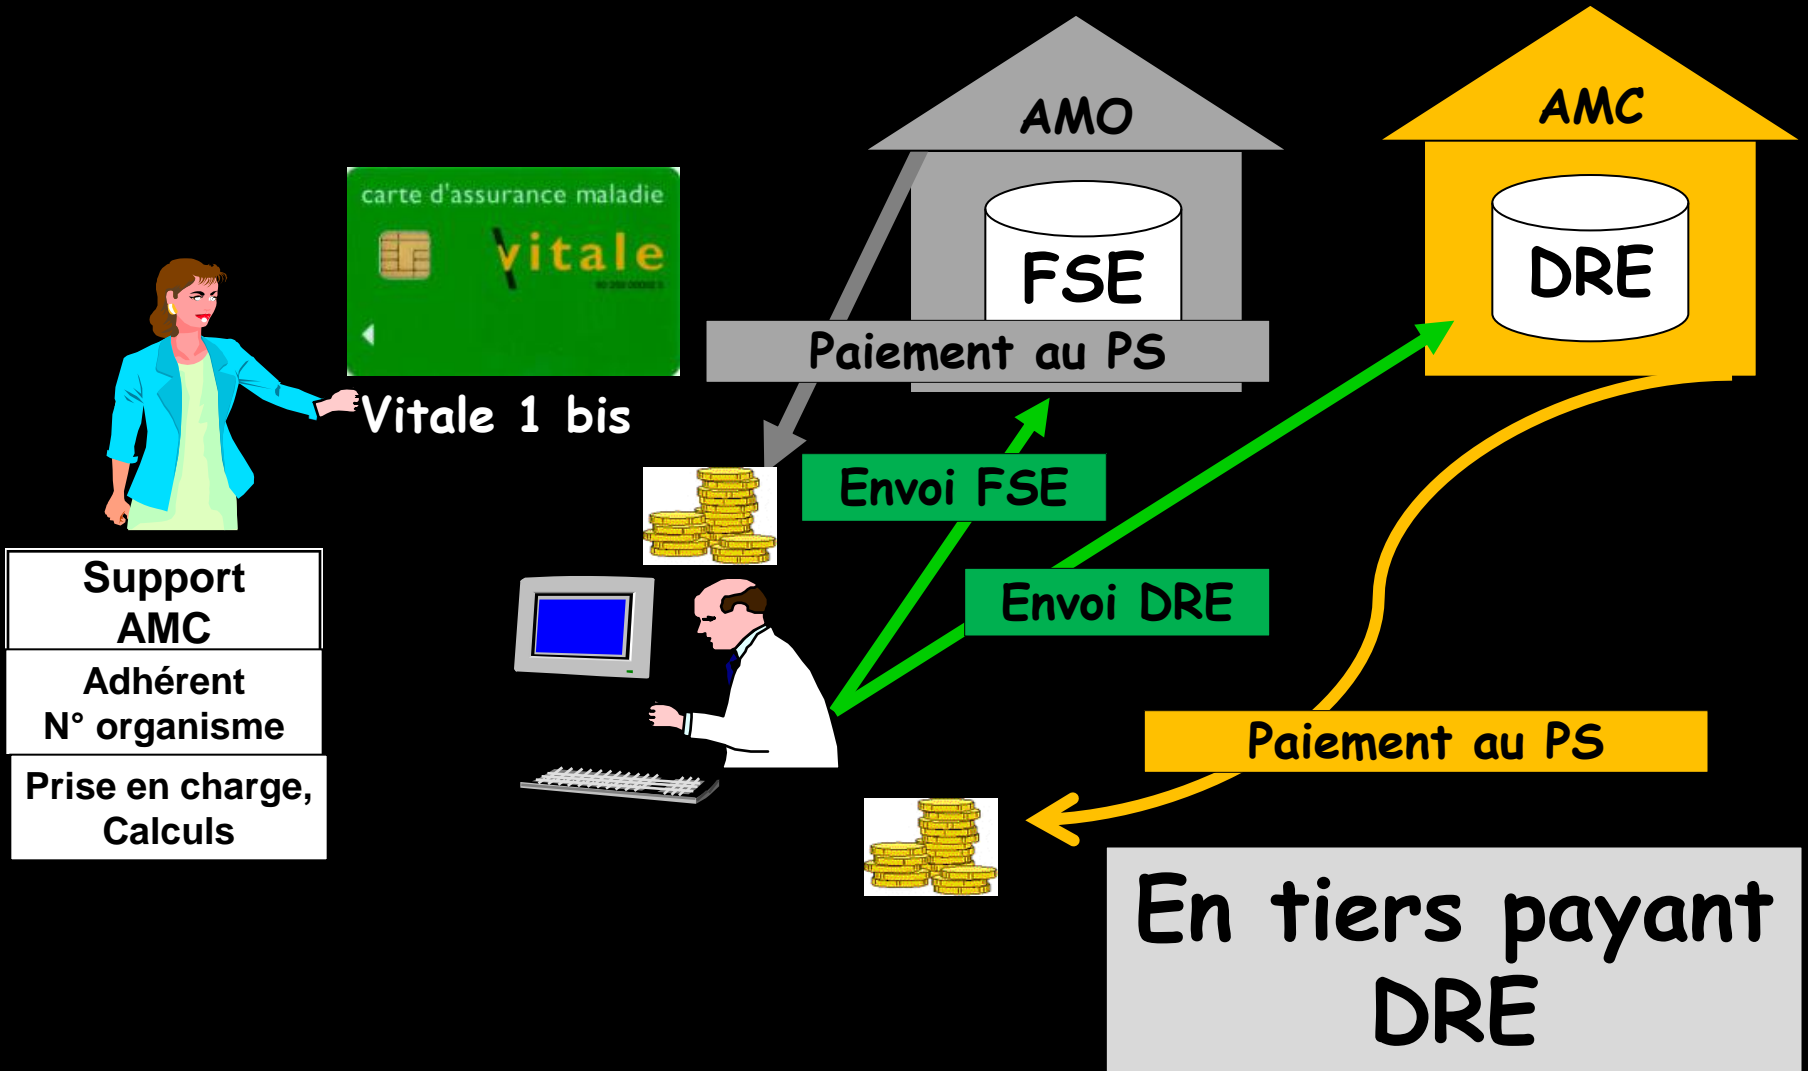 AMO
AMC
carte d'assurance maladie
vitale
FSE
DRE
Paiement au PS
Vitale 1 bis
Envoi FSE
Support
AMC
Envoi DRE
Adhérent
N° organisme
Paiement au PS
Prise en charge,
Calculs
En tiers payant
DRE